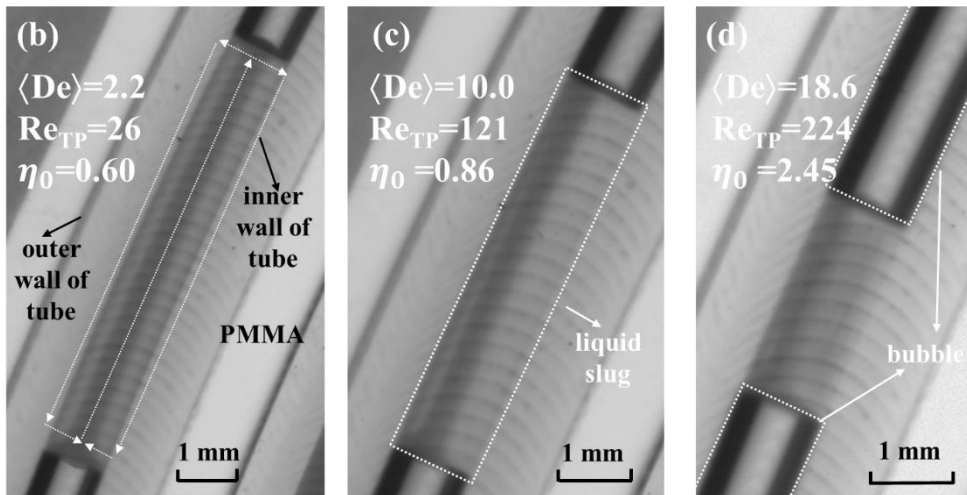 (b)
⟨De⟩=2.2
Re_TP=26
η_0=0.60
inner
wall of
tube
outer
wall of
tube
PMMA
1 mm
(c)
⟨De⟩=10.0
Re_TP=121
η_0=0.86
liquid
slug
1 mm
(d)
⟨De⟩=18.6
Re_TP=224
η_0=2.45
bubble
1 mm